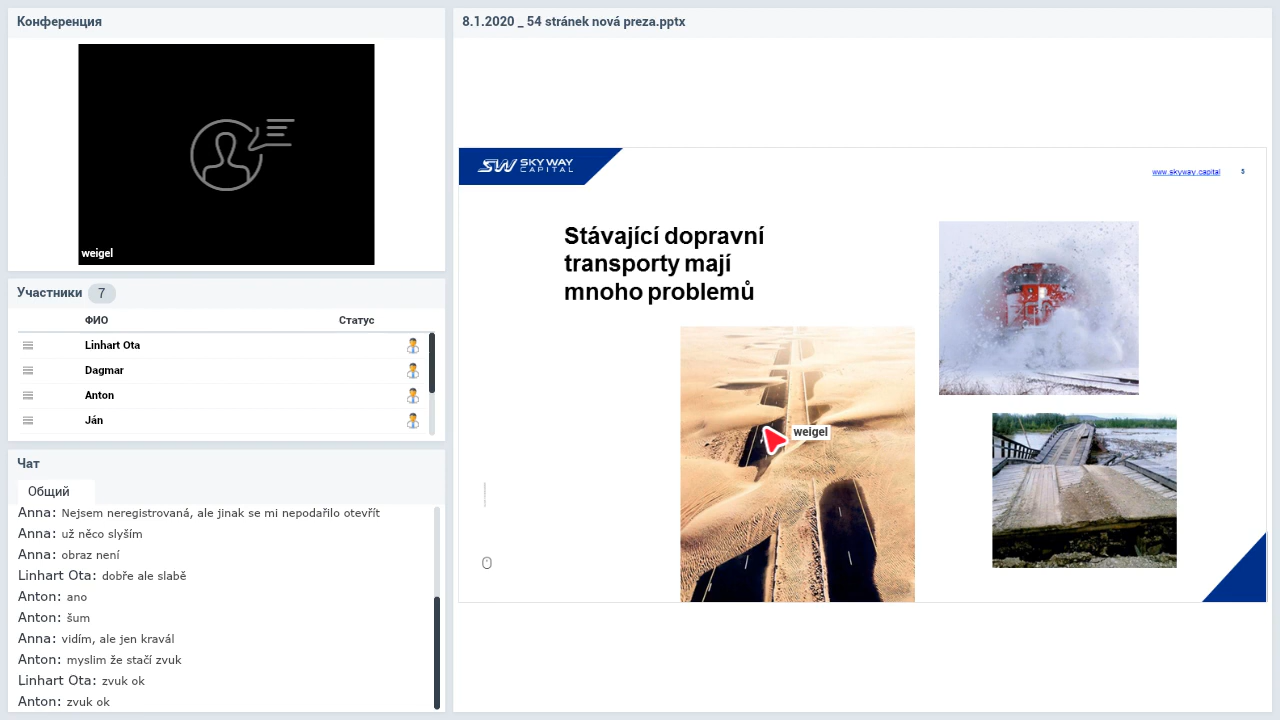 Конференция
weigel
Участники 7
ФИО Статус
Linhart Ota
Dagmar
Anton
Ján
Чат
Общий
Anna: Nejsem neregistrovaná, ale jinak se mi nepodařilo otevřít
Anna: už něco slyším
Anna: obraz není
Linhart Ota: dobře ale slabě
Anton: ano
Anton: šum
Anna: vidím, ale jen kravál
Anton: myslim že stačí zvuk
Linhart Ota: zvuk ok
Anton: zvuk ok
8.1.2020 _ 54 stránek nová preza.pptx
SW SKY WAY
CAPITAL
www.skyway.capital 5
Stávající dopravní
transporty mají
mnoho problemů
weigel